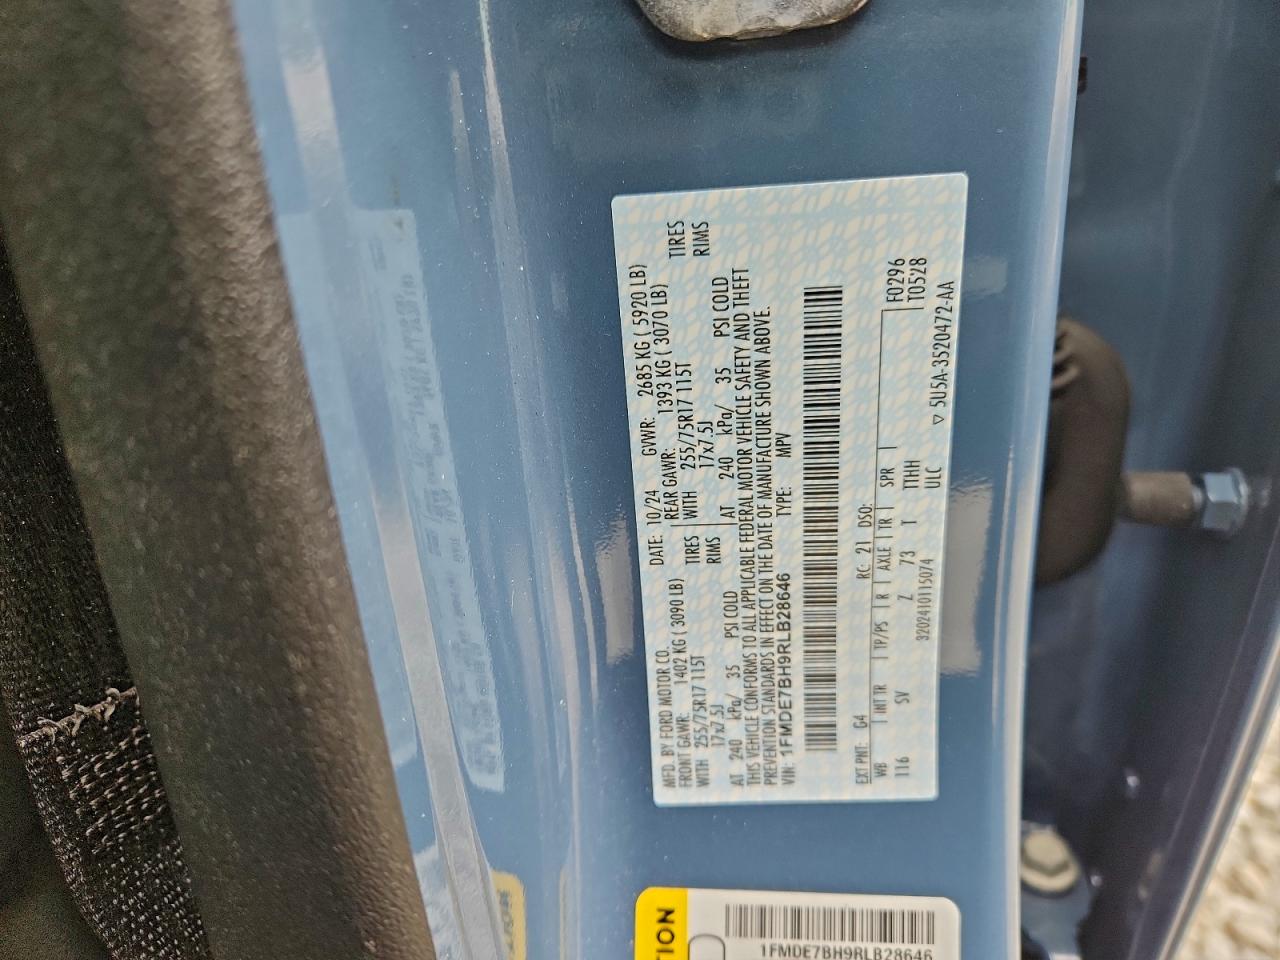 MFD. BY FORD MOTOR CO.
DATE: 10/24 GVWR: 2685 KG ( 5920 LB)
FRONT GAWR: 1402 KG ( 3090 LB)
REAR GAWR: 1393 KG ( 3070 LB)
WITH 255/75R17 115T TIRES
WITH 255/75R17 115T TIRES
17x7.5J RIMS
17x7.5J RIMS
AT 240 kPa/ 35 PSI COLD
AT 240 kPa/ 35 PSI COLD
THIS VEHICLE CONFORMS TO ALL APPLICABLE FEDERAL MOTOR VEHICLE SAFETY AND THEFT
PREVENTION STANDARDS IN EFFECT ON THE DATE OF MANUFACTURE SHOWN ABOVE.
VIN: 1FMDE7BH9RLB28646 TYPE: MPV
EXT PNT: G4 RC: 21 DSO: F0296
WB INT TR TP/PS R AXLE TR SPR T0528
116 SV Z 73 T TTHH
3202410115074 ULC
▽ 5U5A-3520472-AA
TION
1FMDE7BH9RLB28646